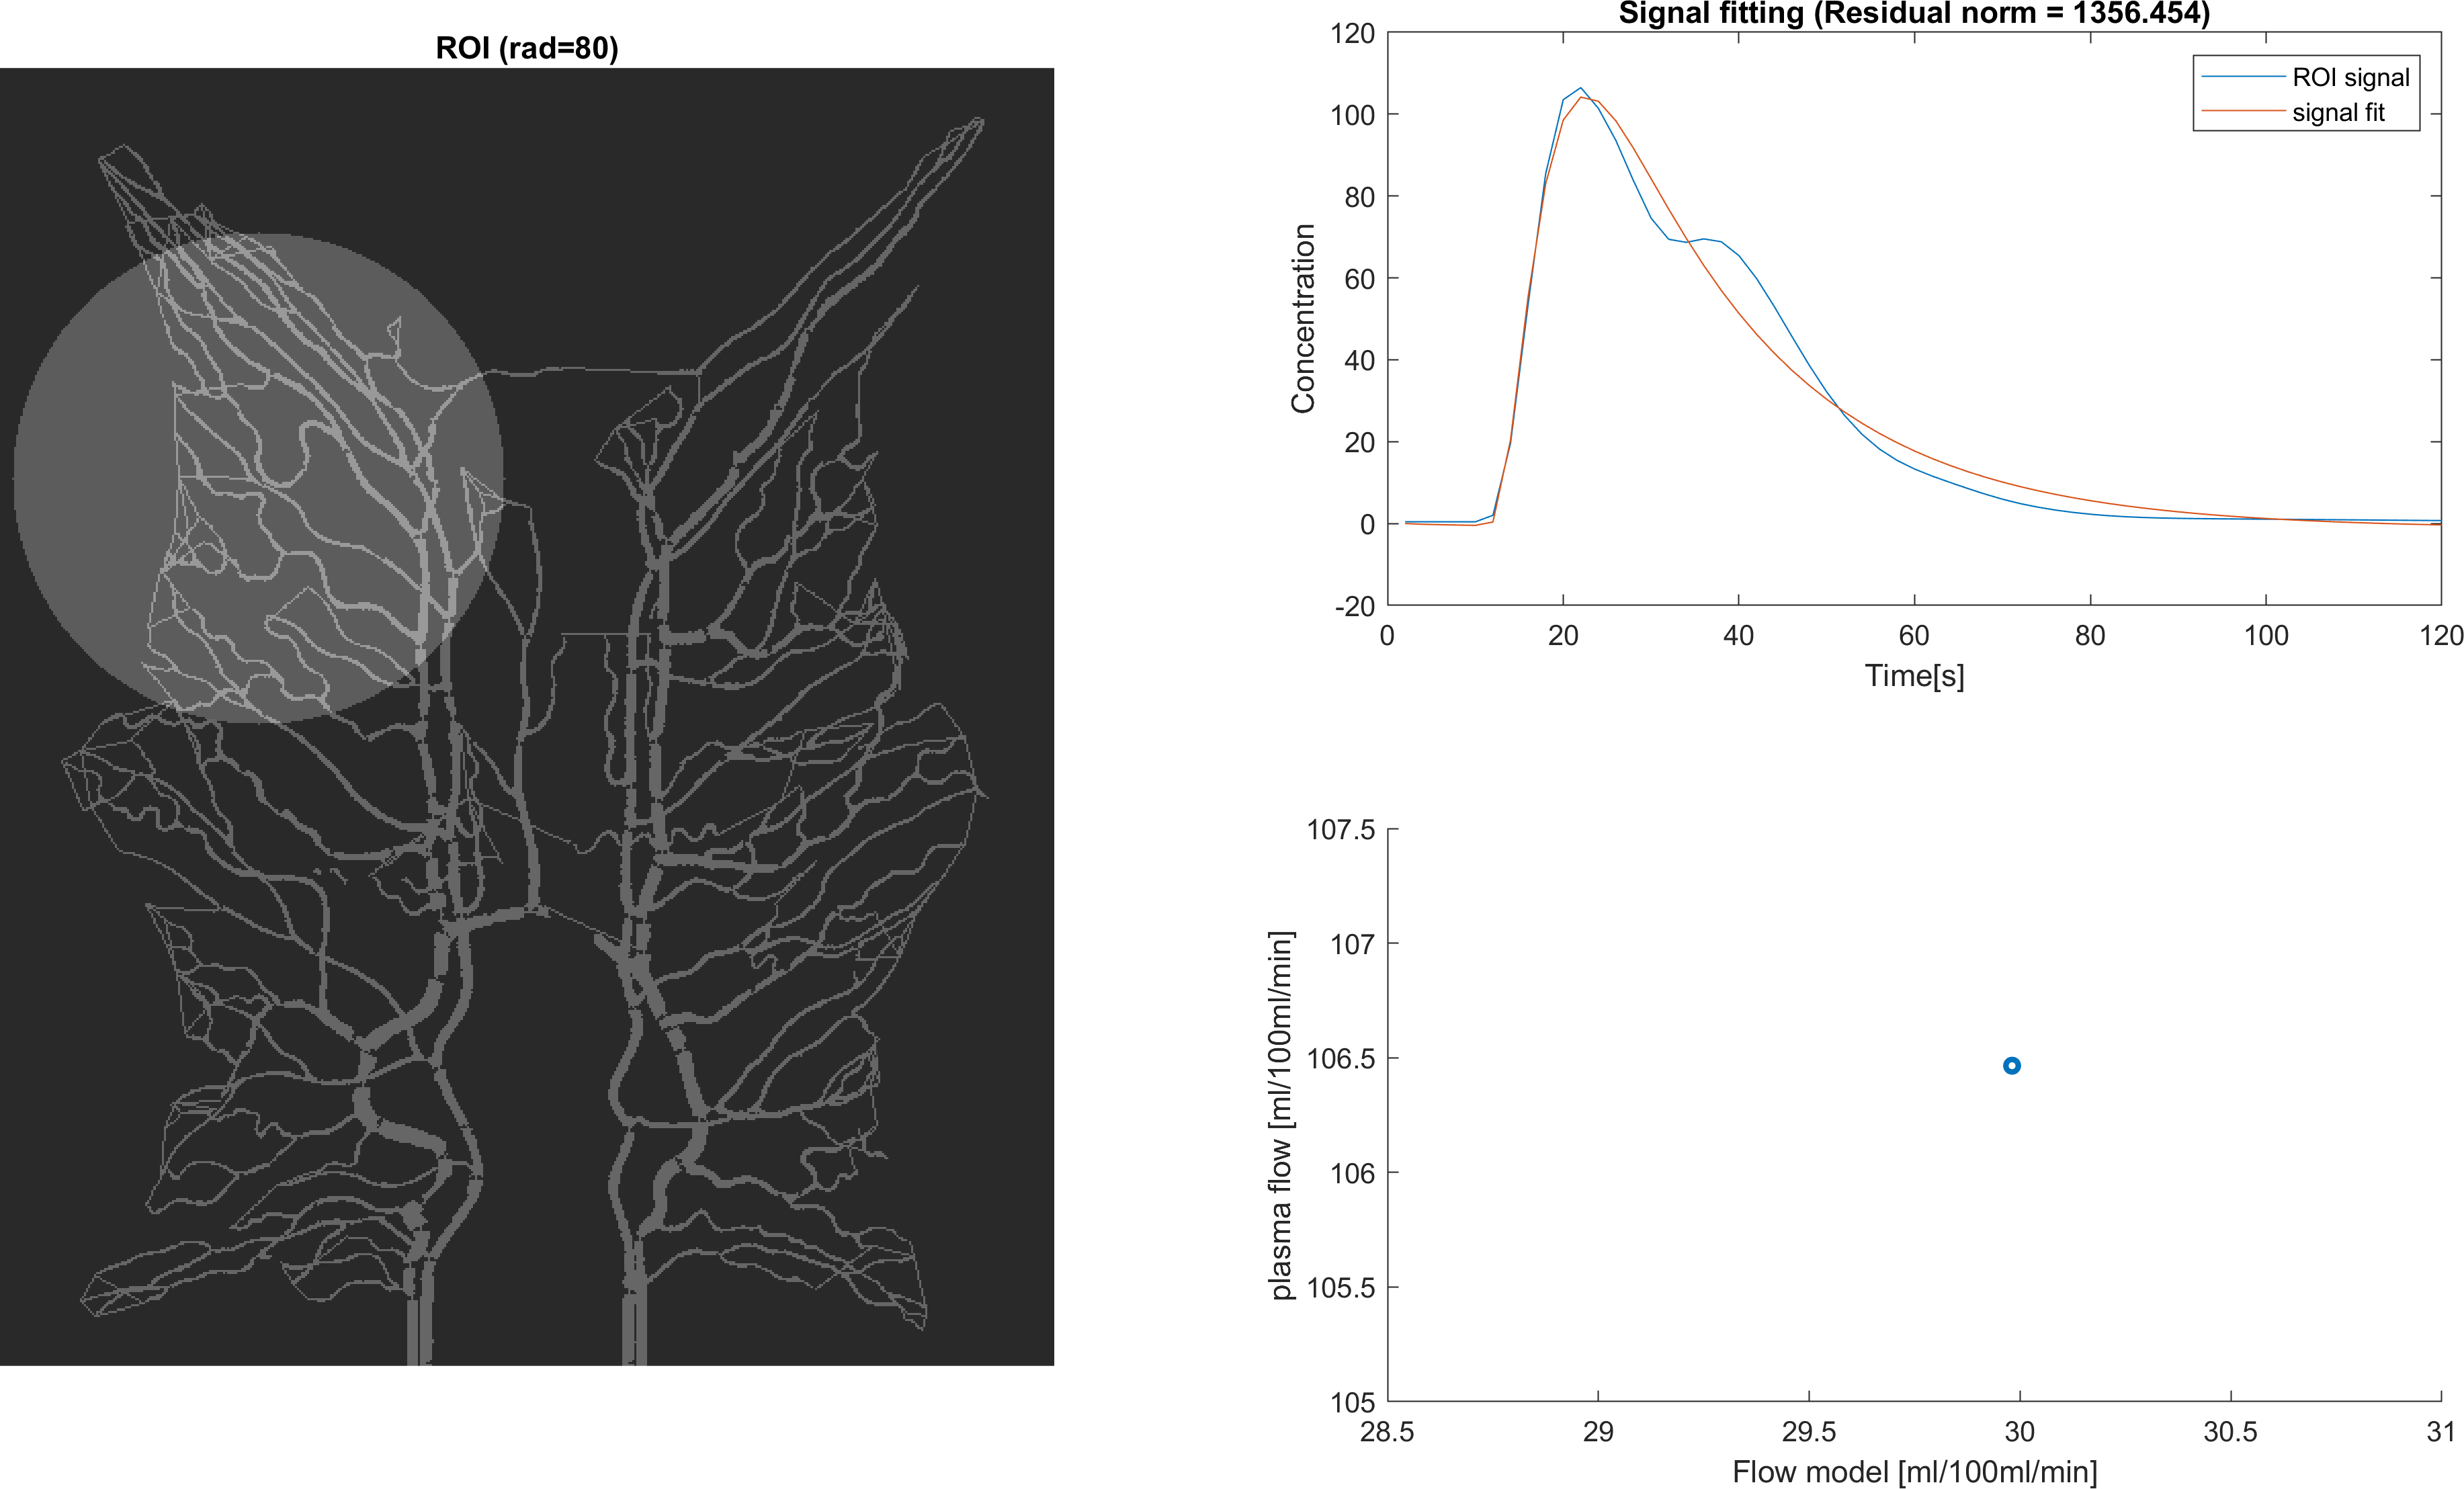 ROI (rad=80)
Signal fitting (Residual norm = 1356.454)
120
100
80
60
40
20
0
-20
Concentration
ROI signal
signal fit
0 20 40 60 80 100 120
Time[s]
107.5
107
106.5
106
105.5
105
plasma flow [ml/100ml/min]
28.5 29 29.5 30 30.5 31
Flow model [ml/100ml/min]